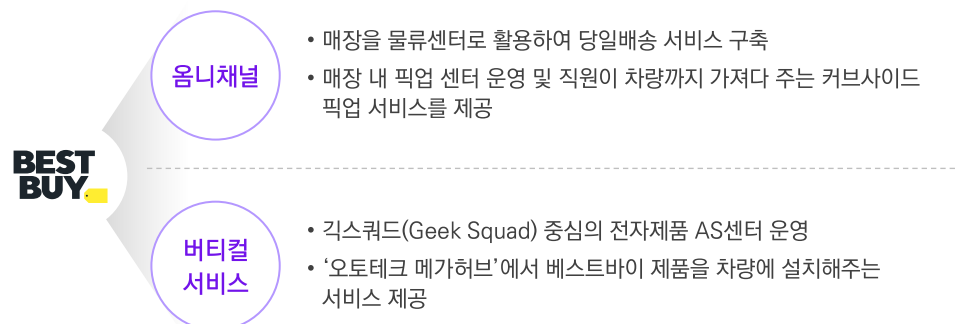 옴니채널
• 매장을 물류센터로 활용하여 당일배송 서비스 구축
• 매장 내 픽업 센터 운영 및 직원이 차량까지 가져다 주는 커브사이드
픽업 서비스를 제공
BEST
BUY
버티컬
서비스
• 긱스쿼드(Geek Squad) 중심의 전자제품 AS센터 운영
• ‘오토테크 메가허브’에서 베스트바이 제품을 차량에 설치해주는
서비스 제공